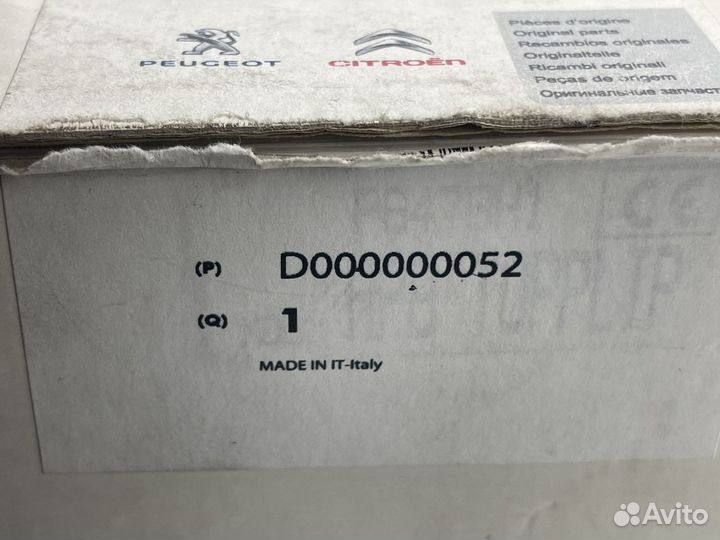 PEUGEOT
CITROËN
Pièces d'origine
Original parts
Recambios originales
Originalteile
Ricambi originali
Peças de origem
Оригинальные запчаст
(P) D000000052
(Q) 1
MADE IN IT-Italy
Avito